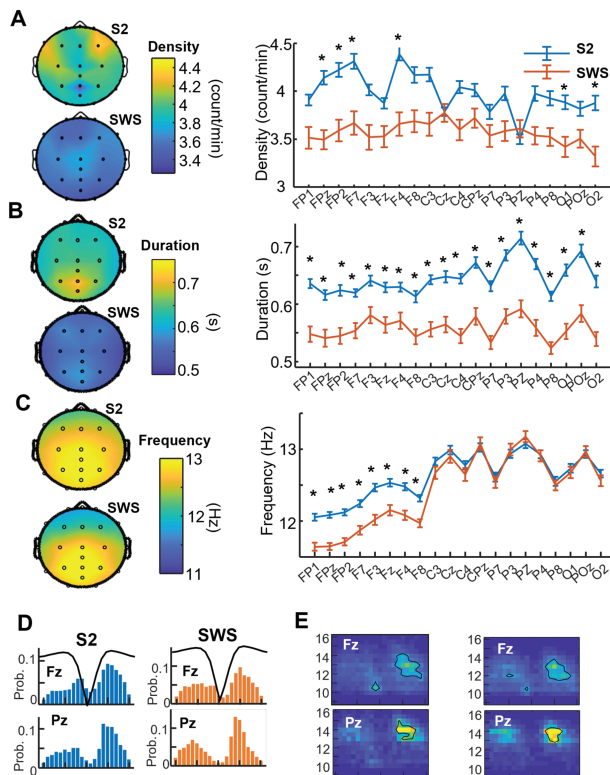 A
S2
Density
(count/min)
4.4
4.2
4.0
3.8
3.6
3.4
SWS
Density (count/min)
4.5
4
3.5
3
S2
SWS
* * * * * * *
FP1 FPz FP2 F7 F3 Fz F4 F8 C3 Cz C4 CPz P7 P3 Pz P4 P8 O1 POz O2
B
S2
Duration
(s)
0.7
0.6
0.5
SWS
Duration (s)
0.7
0.6
0.5
* * * * * * * * * * * * * * * * * * * *
FP1 FPz FP2 F7 F3 Fz F4 F8 C3 Cz C4 CPz P7 P3 Pz P4 P8 O1 POz O2
C
S2
Frequency
(Hz)
13
12
11
SWS
Frequency (Hz)
13
12
* * * * * * * *
FP1 FPz FP2 F7 F3 Fz F4 F8 C3 Cz C4 CPz P7 P3 Pz P4 P8 O1 POz O2
D
S2
SWS
Prob.
0.1
0
Fz
Fz
Prob.
0.1
0
Pz
Pz
E
16
14
12
10
Fz
16
14
12
10
Fz
16
14
12
10
Pz
16
14
12
10
Pz